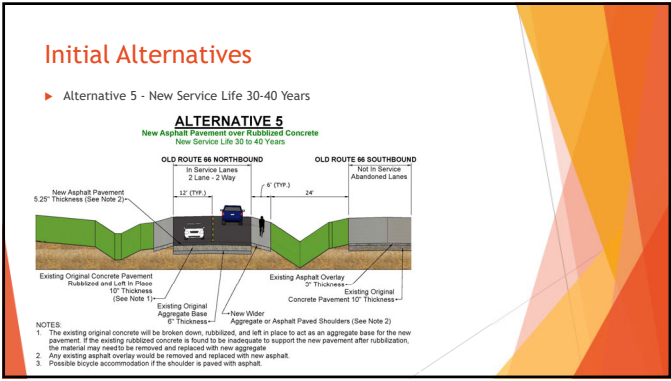 Initial Alternatives
Alternative 5 - New Service Life 30-40 Years
ALTERNATIVE 5
New Asphalt Pavement over Rubblized Concrete
New Service Life 30 to 40 Years
OLD ROUTE 66 NORTHBOUND
In Service Lanes
2 Lane - 2 Way
OLD ROUTE 66 SOUTHBOUND
Not In Service
Abandoned Lanes
12' (TYP.)
6' (TYP.)
24'
New Asphalt Pavement
5.25" Thickness (See Note 2)
Existing Original Concrete Pavement
Rubblized and Left in Place
10" Thickness
(See Note 1)
Existing Original
Aggregate Base
6" Thickness
New Wider
Aggregate or Asphalt Paved Shoulders (See Note 2)
Existing Asphalt Overlay
3" Thickness
Existing Original
Concrete Pavement 10" Thickness
NOTES:
1. The existing original concrete will be broken down, rubblized, and left in place to act as an aggregate base for the new
pavement. If the existing rubblized concrete is found to be inadequate to support the new pavement after rubblization,
the material may need to be removed and replaced with new aggregate
2. Any existing asphalt overlay would be removed and replaced with new asphalt.
3. Possible bicycle accommodation if the shoulder is paved with asphalt.